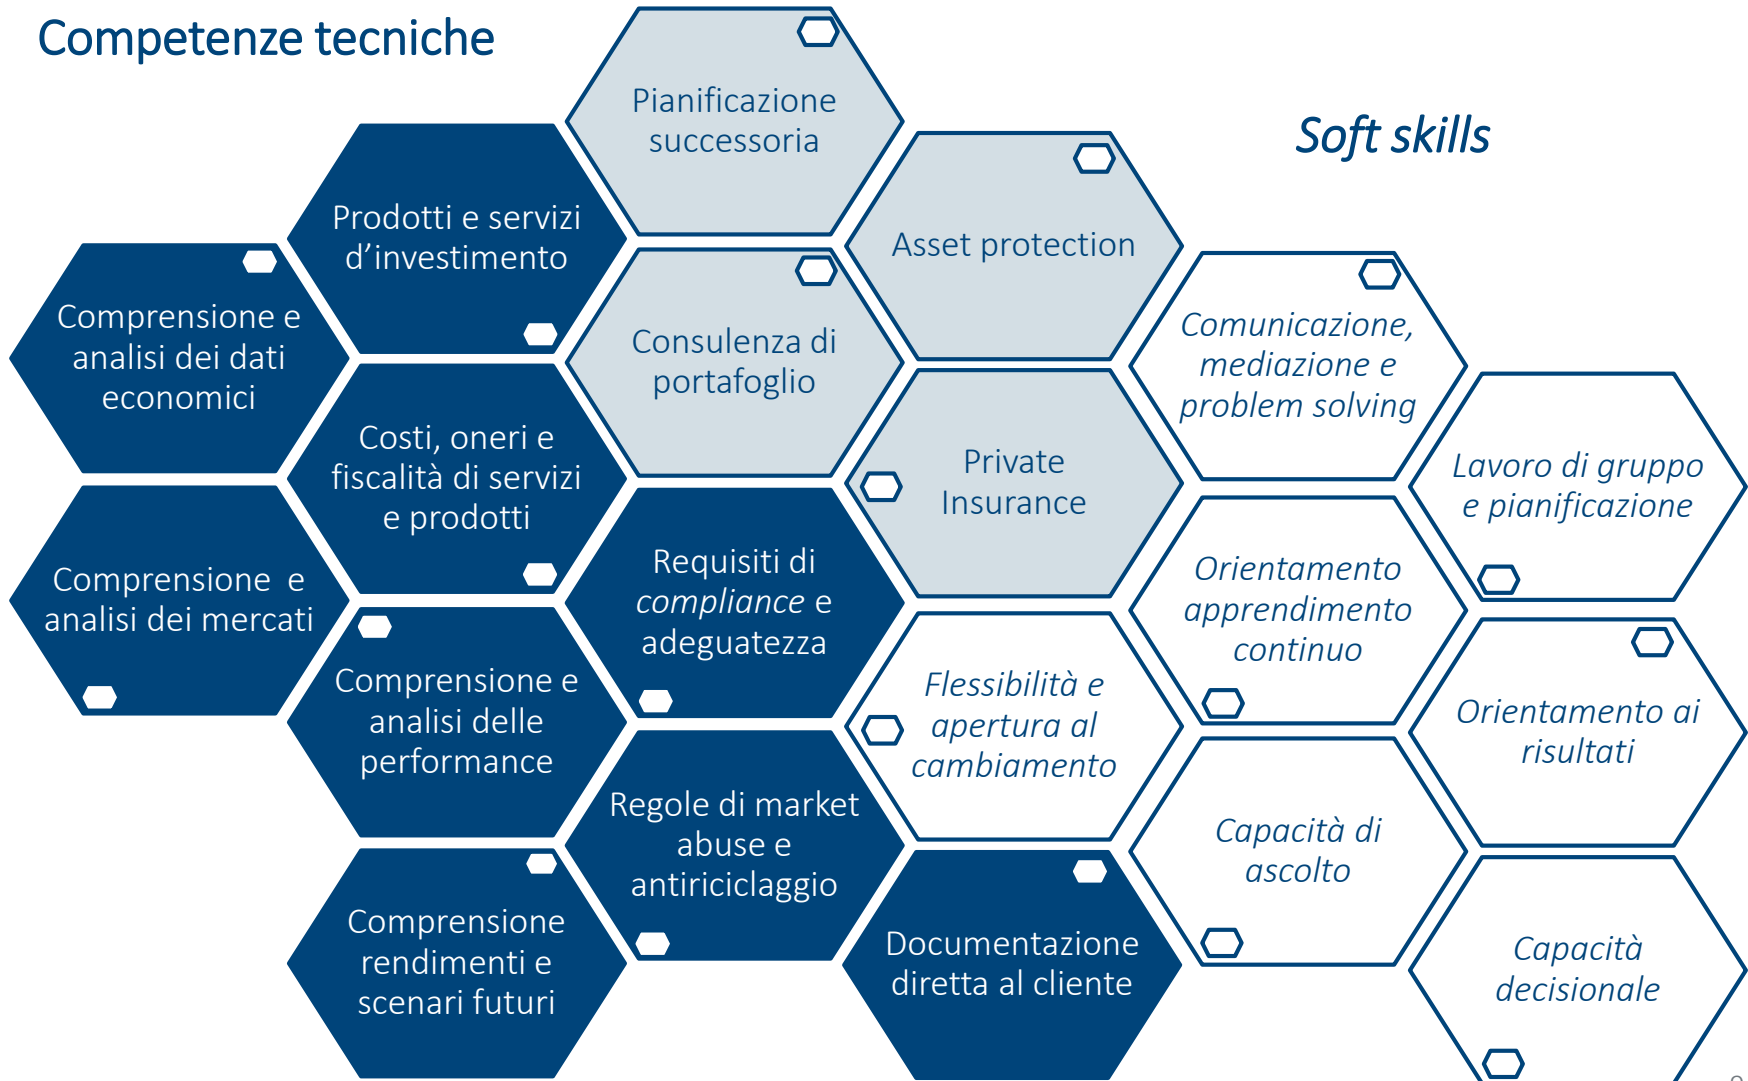 Competenze tecniche
Soft skills
Pianificazione
successoria
Prodotti e servizi
d’investimento
Asset protection
Comprensione e
analisi dei dati
economici
Consulenza di
portafoglio
Comunicazione,
mediazione e
problem solving
Costi, oneri e
fiscalità di servizi
e prodotti
Private
Insurance
Lavoro di gruppo
e pianificazione
Comprensione e
analisi dei mercati
Requisiti di
compliance e
adeguatezza
Orientamento
apprendimento
continuo
Comprensione e
analisi delle
performance
Flessibilità e
apertura al
cambiamento
Orientamento ai
risultati
Regole di market
abuse e
antiriciclaggio
Capacità di
ascolto
Comprensione
rendimenti e
scenari futuri
Documentazione
diretta al cliente
Capacità
decisionale